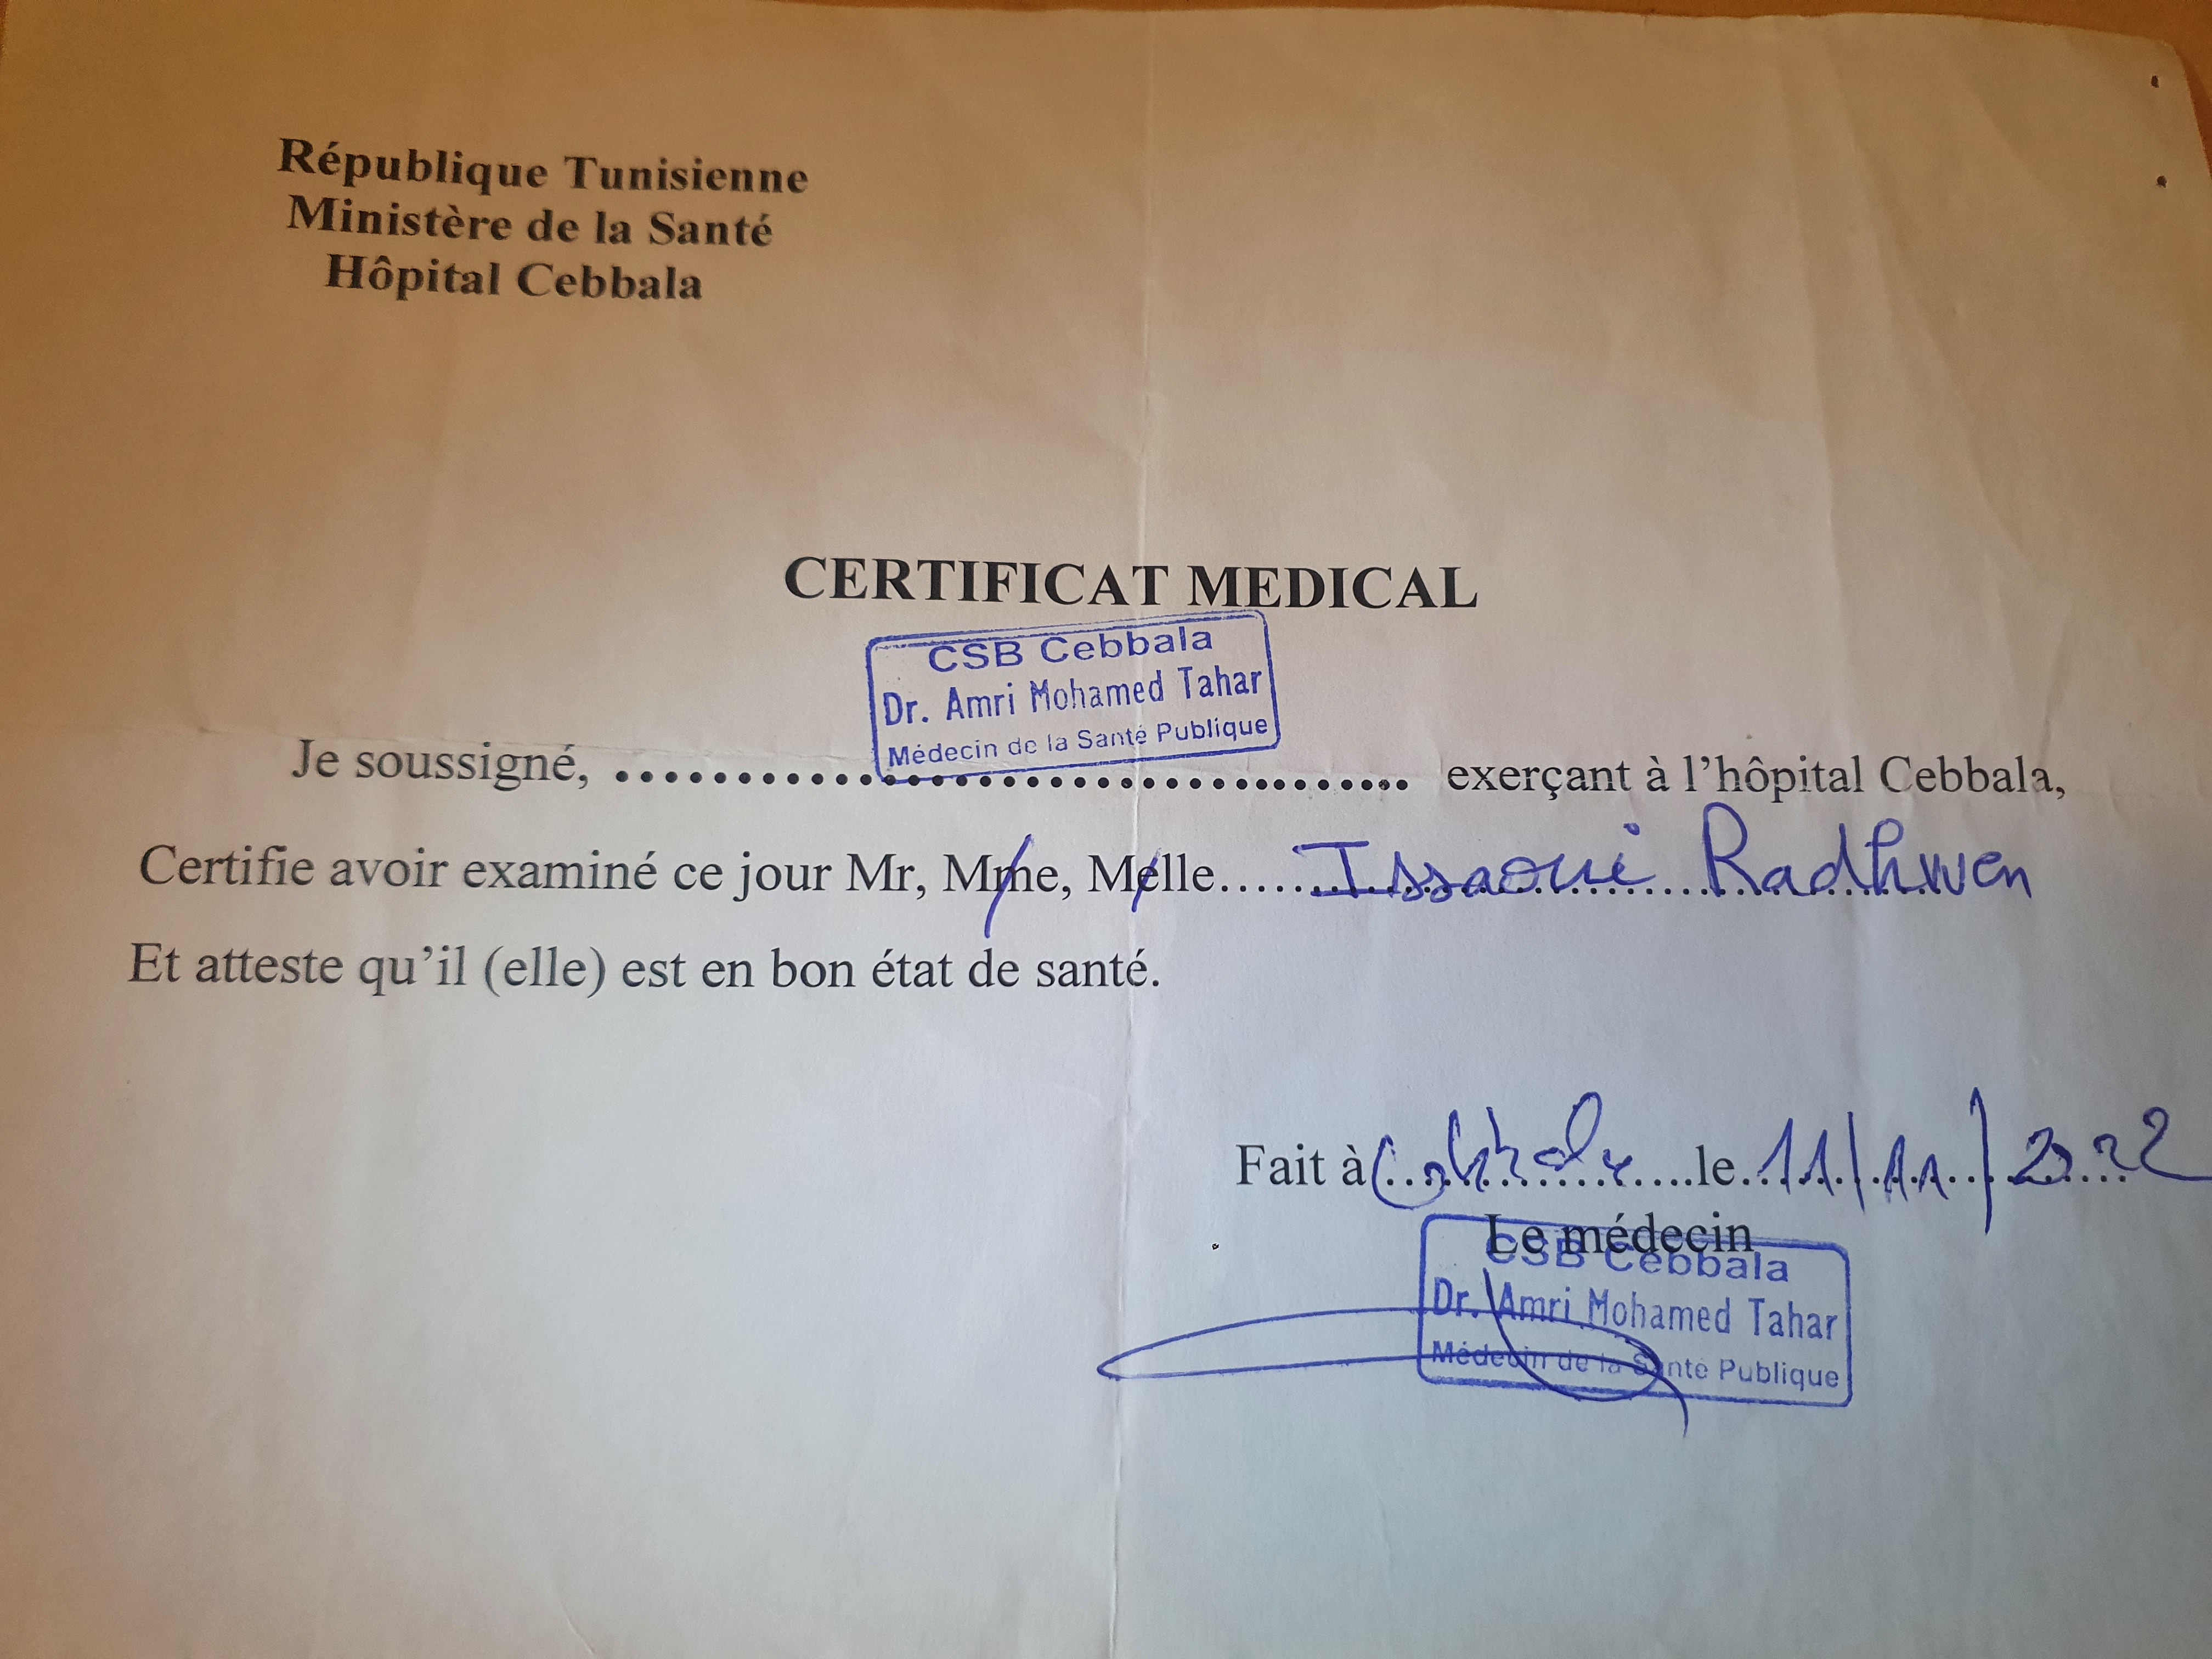 République Tunisienne
Ministère de la Santé
Hôpital Cebbala
CERTIFICAT MEDICAL
CSB Cebbala
Dr. Amri Mohamed Tahar
Médecin de la Santé Publique
Je soussigné, .......................................... exerçant à l'hôpital Cebbala,
Certifie avoir examiné ce jour Mr, Mme, Melle...... Issaoui Radhwen
Et atteste qu'il (elle) est en bon état de santé.
Fait à Cebbala le 11/11/2022
Le médecin
CSB Cebbala
Dr. Amri Mohamed Tahar
Médecin de la Santé Publique